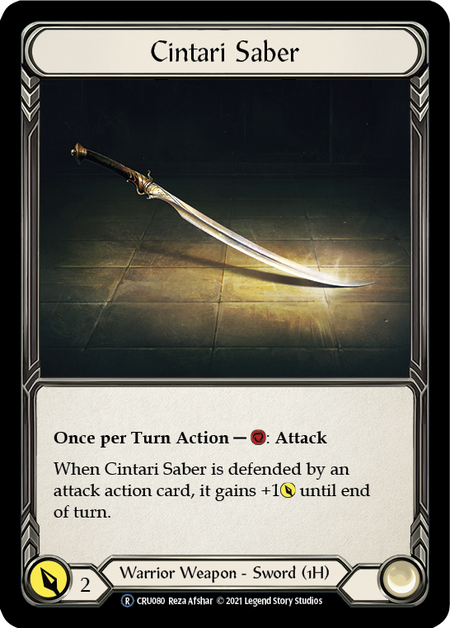 Cintari Saber
Once per Turn Action — : Attack
When Cintari Saber is defended by an
attack action card, it gains +1 until end
of turn.
2
Warrior Weapon - Sword (1H)
R CRU080 Reza Afshar © 2021 Legend Story Studios